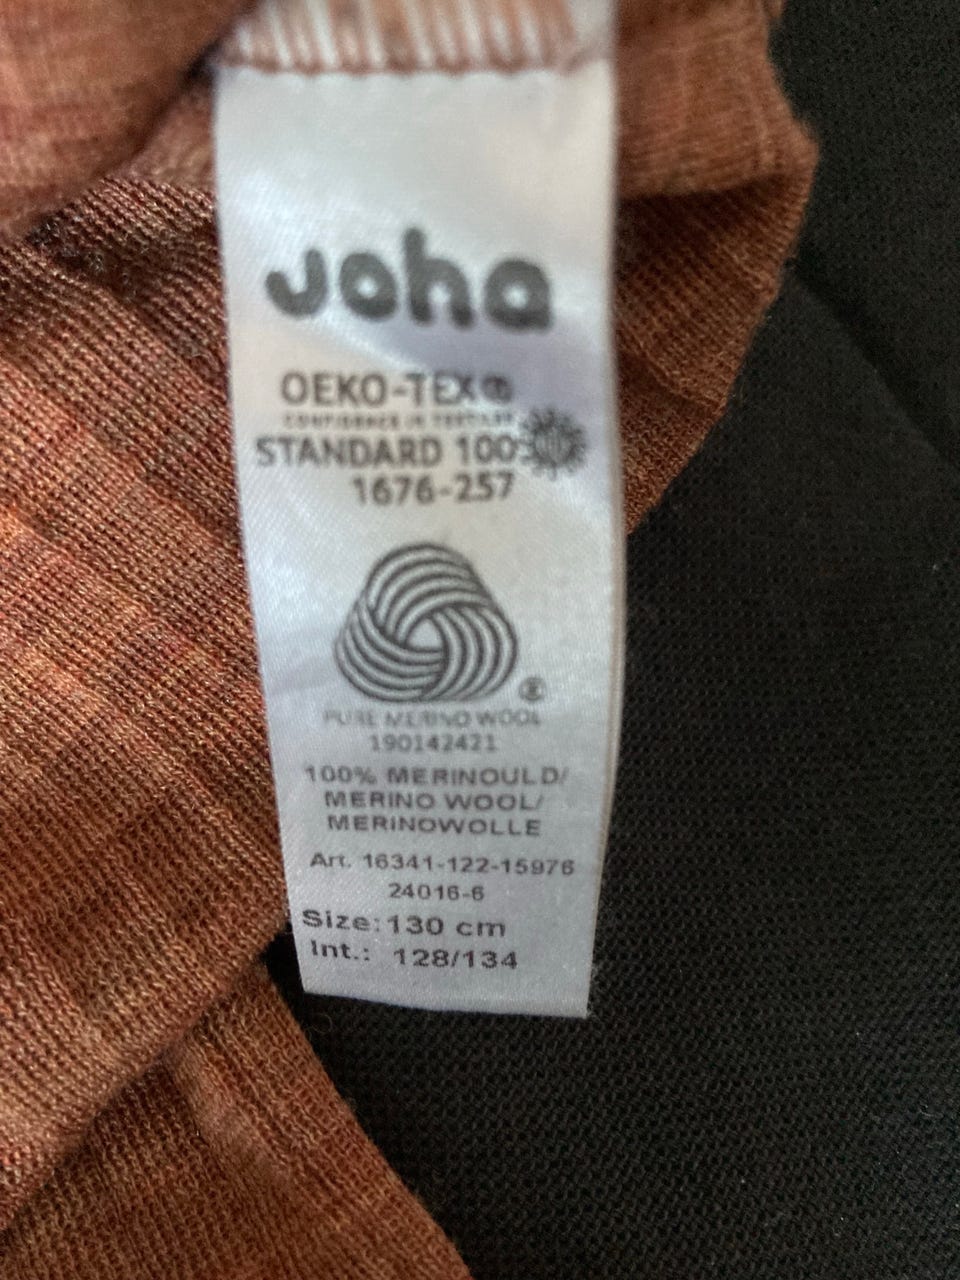 Joha
OEKO-TEX®
CONFIDENCE IN TEXTILES
STANDARD 100
1676-257
®
PURE MERINO WOOL
190142421
100% MERINOULD/
MERINO WOOL/
MERINOWOLLE
Art. 16341-122-15976
24016-6
Size: 130 cm
Int.: 128/134